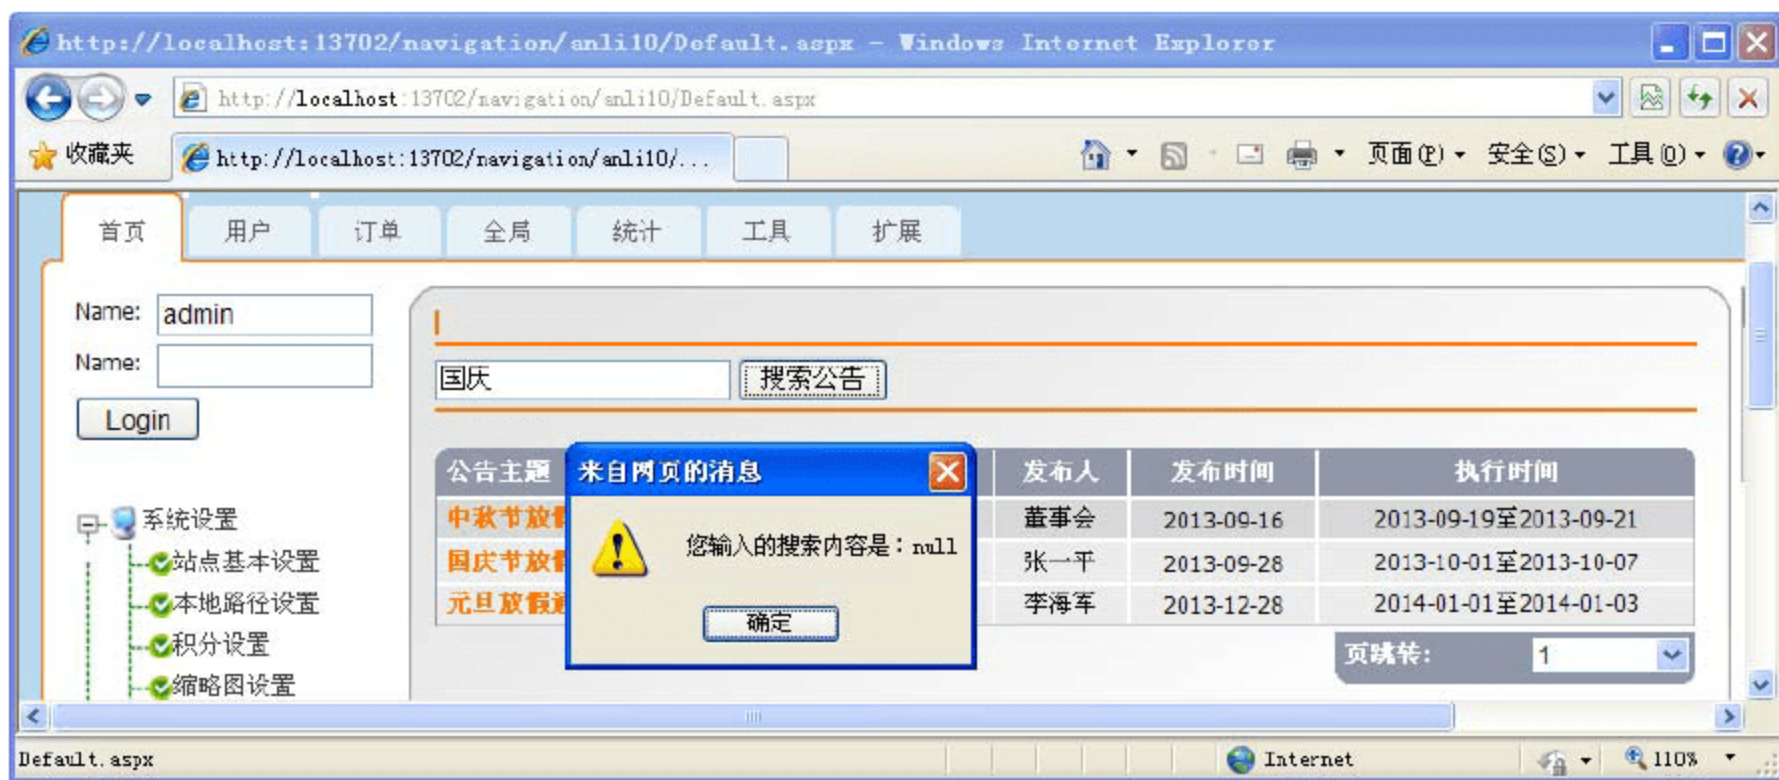 http://localhost:13702/navigation/anli10/Default.aspx - Windows Internet Explorer
http://localhost:13702/navigation/anli10/Default.aspx
收藏夹 http://localhost:13702/navigation/anli10/... 页面(P) 安全(S) 工具(O)
首页 用户 订单 全局 统计 工具 扩展
Name: admin
Name:
Login
国庆 搜索公告
公告主题 发布人 发布时间 执行时间
中秋节放假 董事会 2013-09-16 2013-09-19至2013-09-21
国庆节放假 张一平 2013-09-28 2013-10-01至2013-10-07
元旦放假通 李海军 2013-12-28 2014-01-01至2014-01-03
页跳转: 1
来自网页的消息
您输入的搜索内容是：null
确定
系统设置
站点基本设置
本地路径设置
积分设置
缩略图设置
Default.aspx Internet 110%